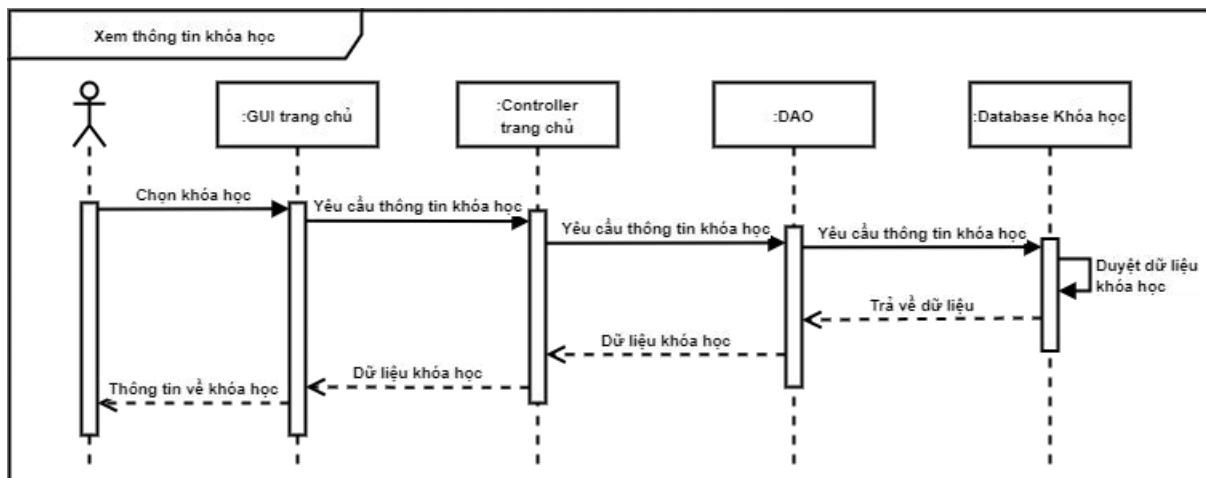 Xem thông tin khóa học
:GUI trang chủ
:Controller
trang chủ
:DAO
:Database Khóa học
Chọn khóa học
Yêu cầu thông tin khóa học
Yêu cầu thông tin khóa học
Yêu cầu thông tin khóa học
Duyệt dữ liệu
khóa học
Trả về dữ liệu
Dữ liệu khóa học
Dữ liệu khóa học
Thông tin về khóa học